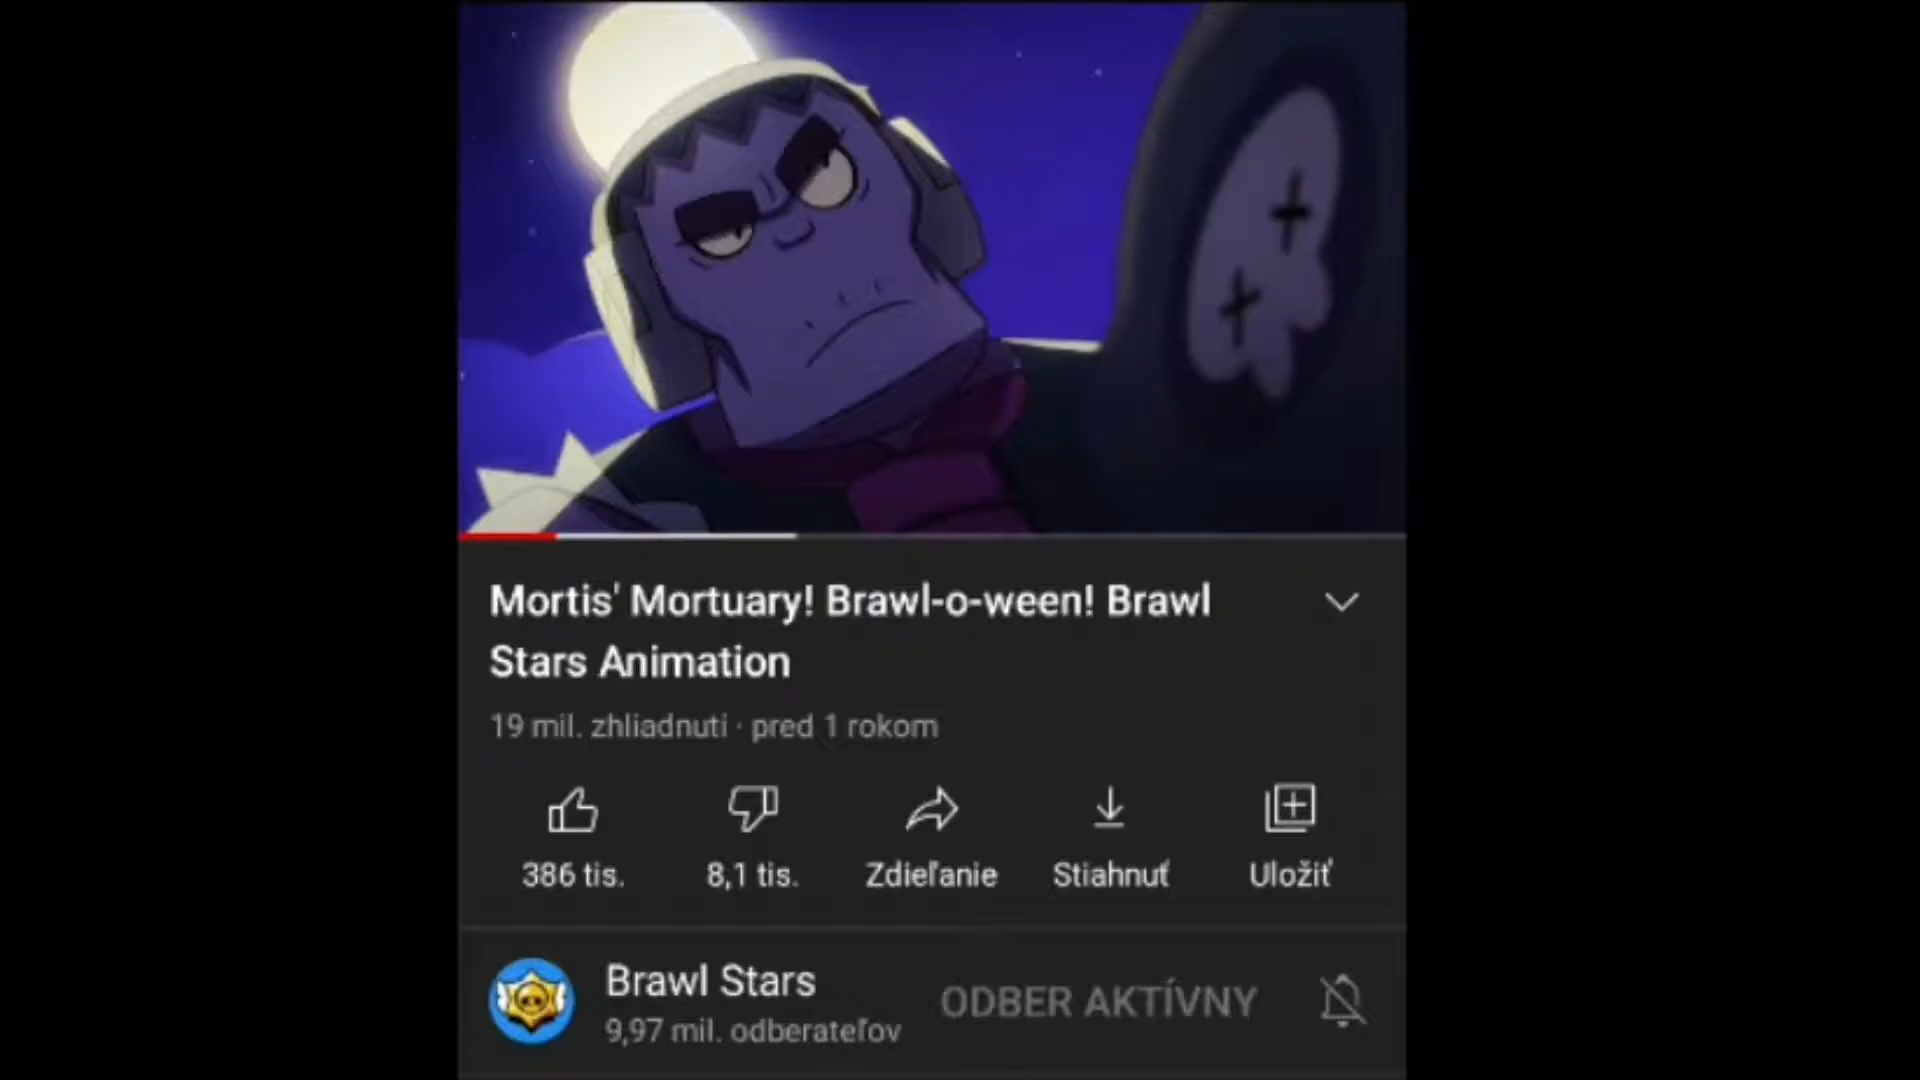 Mortis' Mortuary! Brawl-o-ween! Brawl
Stars Animation
19 mil. zhliadnutí · pred 1 rokom
386 tis.
8,1 tis.
Zdieľanie
Stiahnuť
Uložiť
Brawl Stars
ODBER AKTÍVNY
9,97 mil. odberateľov